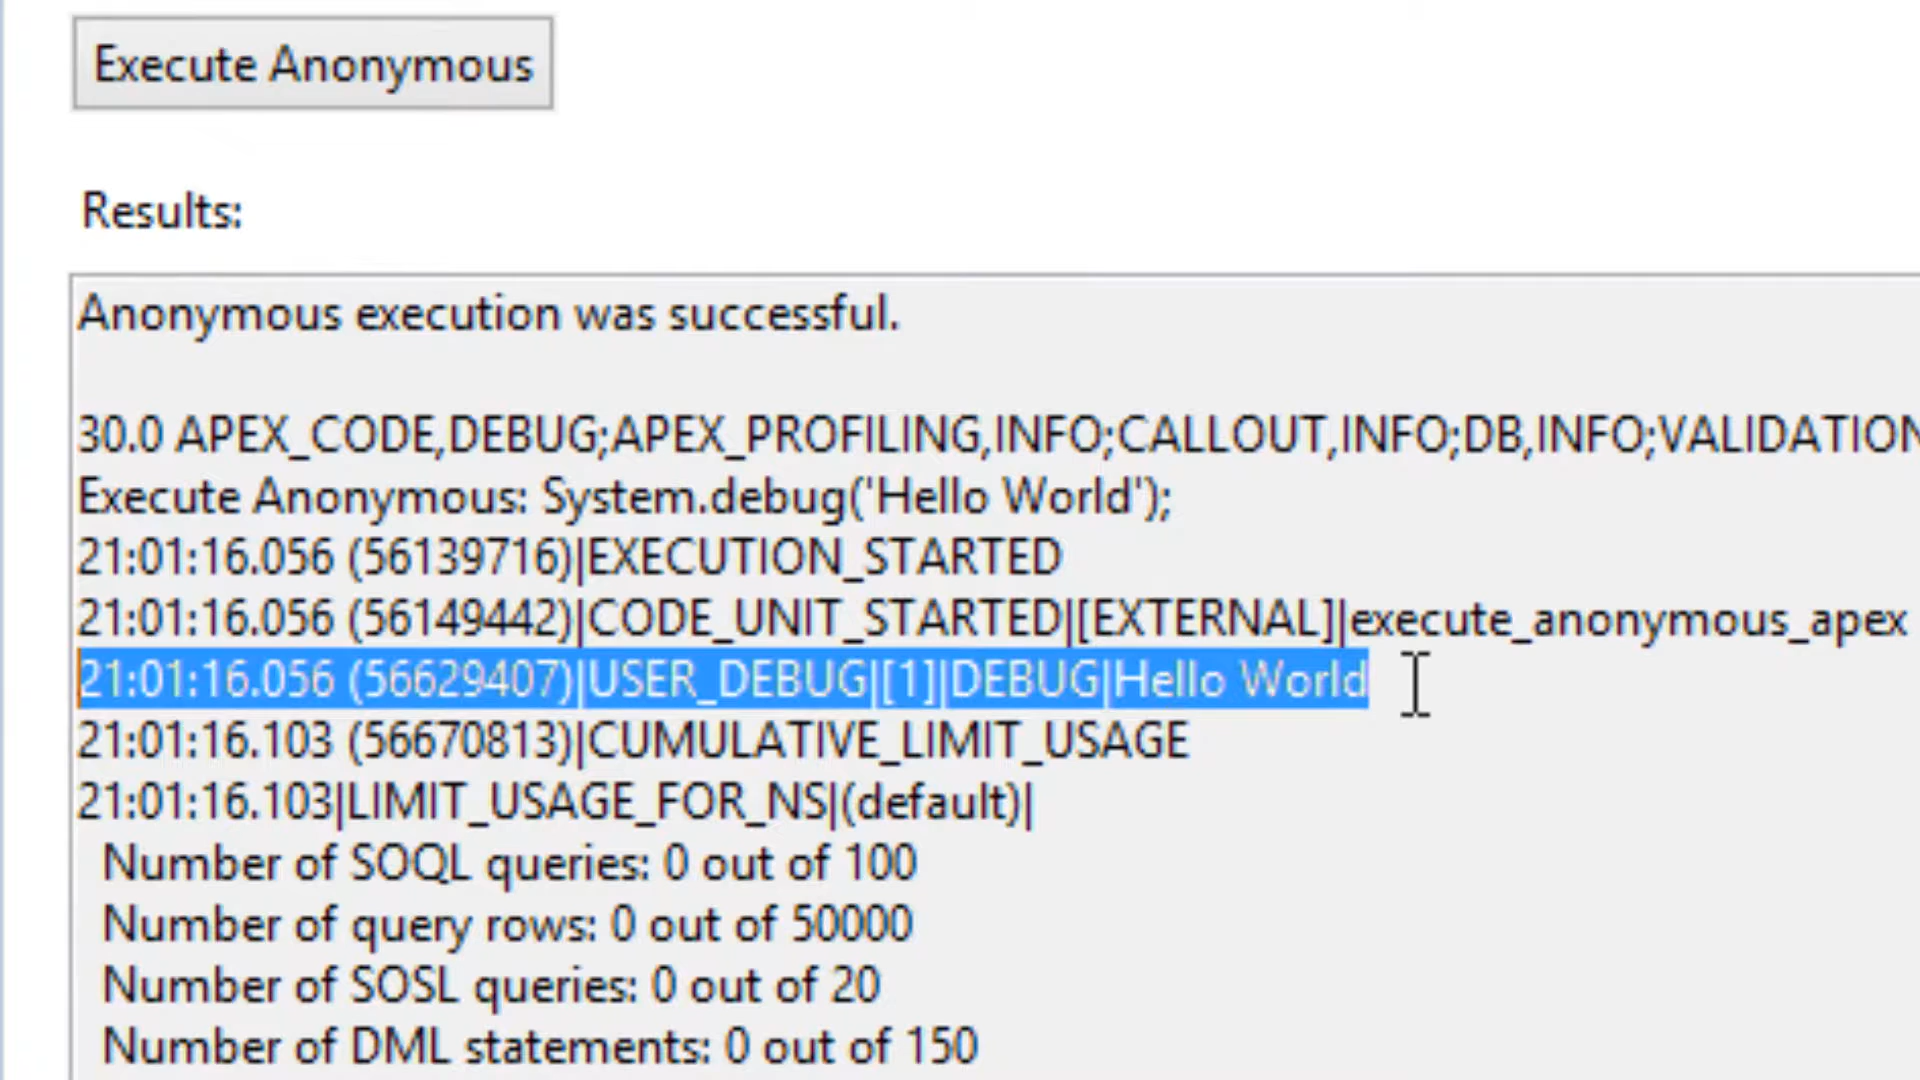 Execute Anonymous
Results:
Anonymous execution was successful.
30.0 APEX_CODE,DEBUG;APEX_PROFILING,INFO;CALLOUT,INFO;DB,INFO;VALIDATION
Execute Anonymous: System.debug('Hello World');
21:01:16.056 (56139716)|EXECUTION_STARTED
21:01:16.056 (56149442)|CODE_UNIT_STARTED|[EXTERNAL]|execute_anonymous_apex
21:01:16.056 (56629407)|USER_DEBUG|[1]|DEBUG|Hello World
21:01:16.103 (56670813)|CUMULATIVE_LIMIT_USAGE
21:01:16.103|LIMIT_USAGE_FOR_NS|(default)|
Number of SOQL queries: 0 out of 100
Number of query rows: 0 out of 50000
Number of SOSL queries: 0 out of 20
Number of DML statements: 0 out of 150